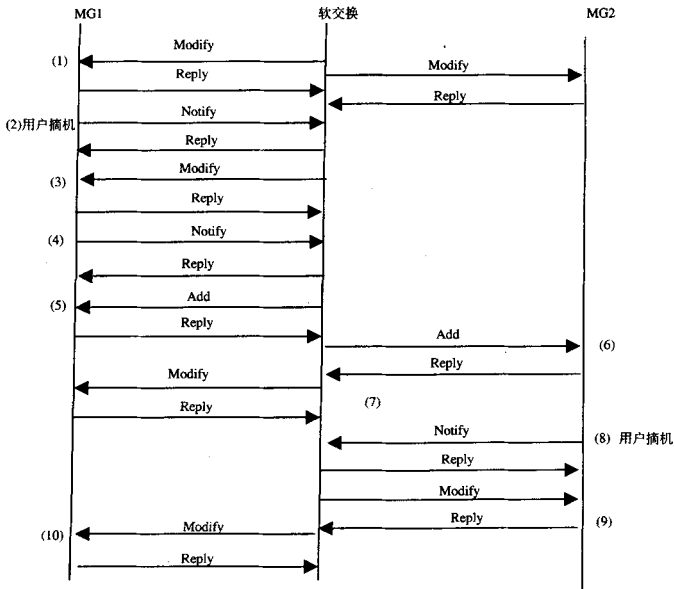 MG1 软交换 MG2
Modify
(1)
Modify
Reply
Reply
Notify
(2)用户摘机
Reply
Modify
(3)
Reply
Notify
(4)
Reply
Add
(5)
Reply
Add
(6)
Reply
Modify
(7)
Reply
Notify
(8) 用户摘机
Reply
Modify
Reply
(9)
Modify
(10)
Reply